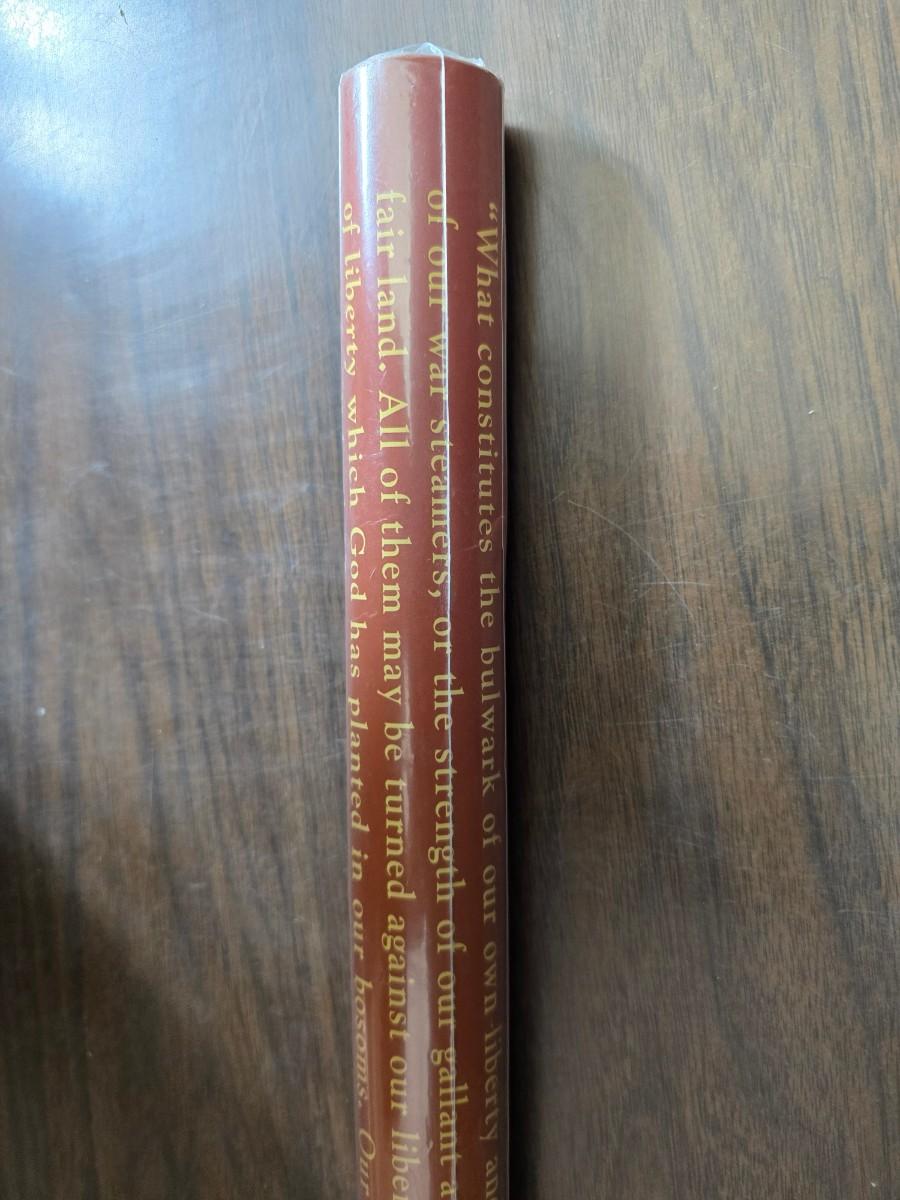 “What constitutes the bulwark of our own liberty an
of our war steamers, or the strength of our gallant a
fair land. All of them may be turned against our liber
of liberty which God has planted in our bosoms. Our